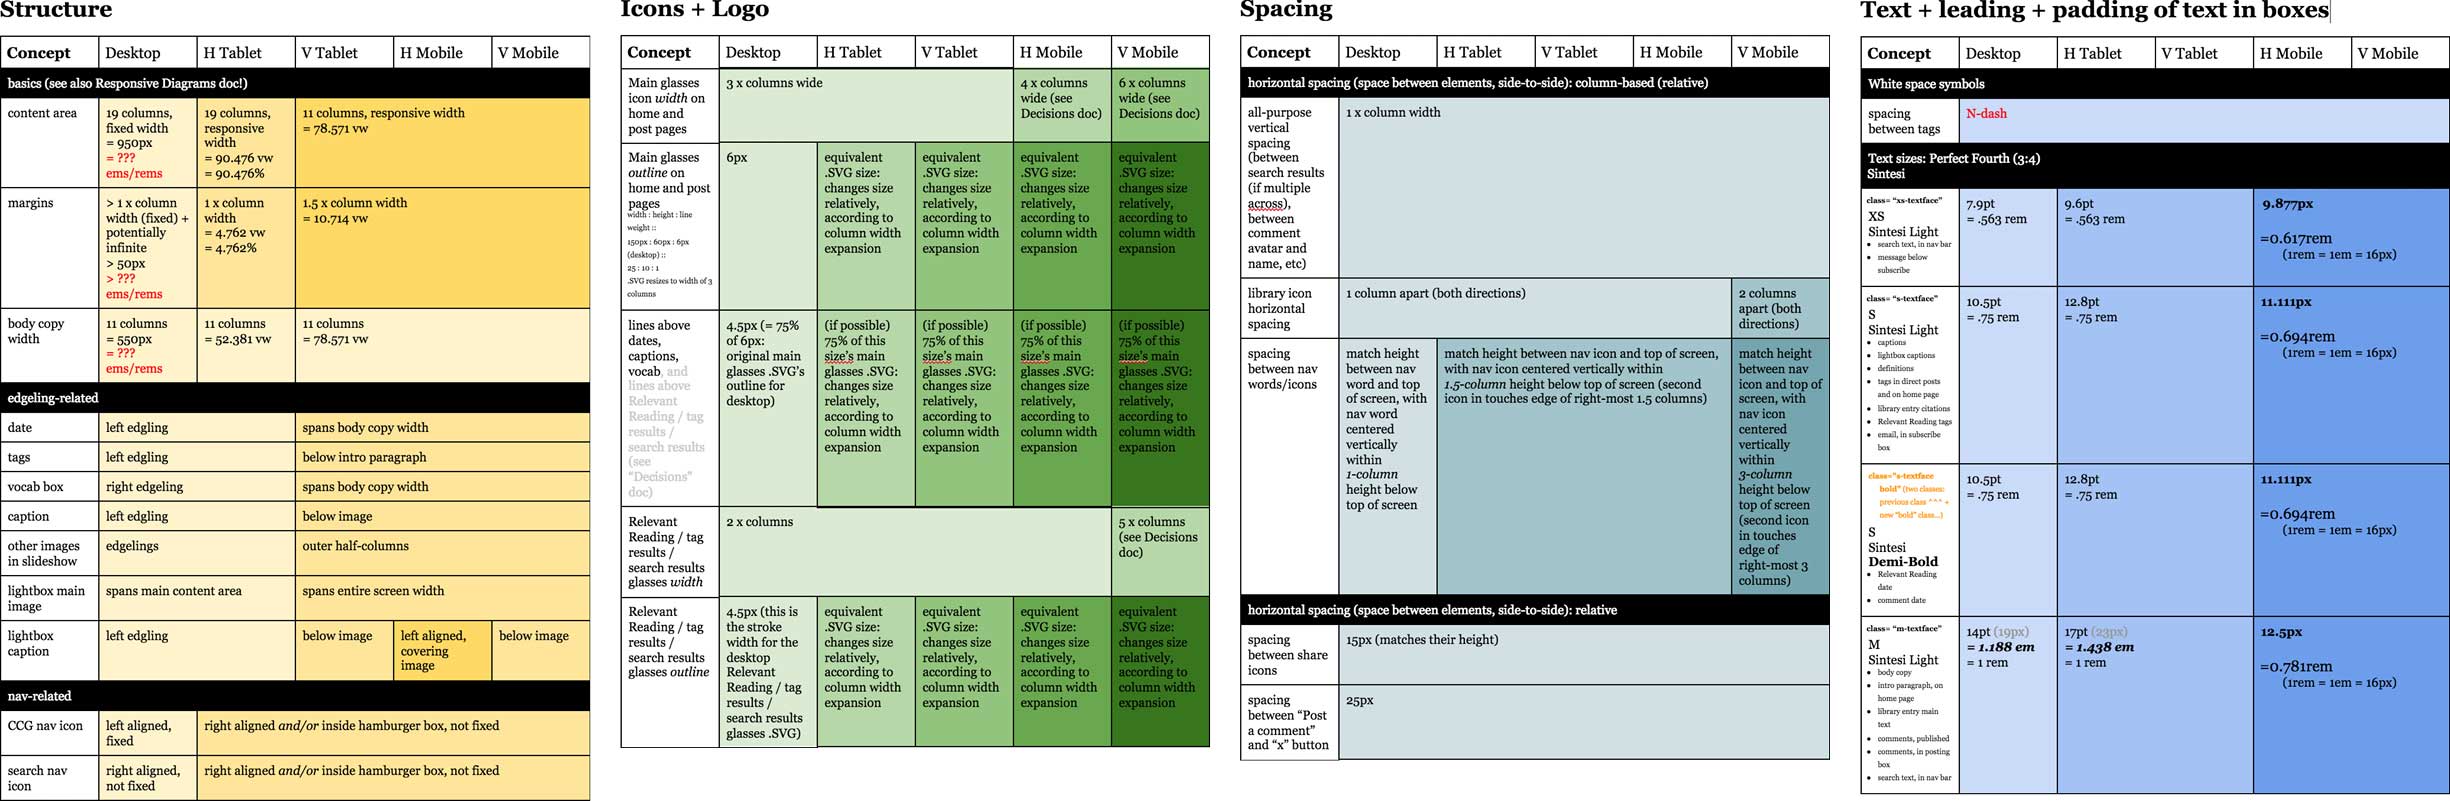 Structure
Concept
Desktop
H Tablet
V Tablet
H Mobile
V Mobile
basics (see also Responsive Diagrams doc!)
content area
19 columns,
fixed width
= 950px
= ???
ems/rems
19 columns,
responsive
width
= 90.476 vw
= 90.476%
11 columns, responsive width
= 78.571 vw
margins
> 1 x column
width (fixed) +
potentially
infinite
> 50px
> ???
ems/rems
1 x column
width
= 4.762 vw
= 4.762%
1.5 x column width
= 10.714 vw
body copy
width
11 columns
= 550px
= ???
ems/rems
11 columns
= 52.381 vw
11 columns
= 78.571 vw
edgeling-related
date
left edgling
spans body copy width
tags
left edgling
below intro paragraph
vocab box
right edgeling
spans body copy width
caption
left edgling
below image
other images
in slideshow
edgelings
outer half-columns
lightbox main
image
spans main content area
spans entire screen width
lightbox
caption
left edgling
below image
left aligned,
covering
image
below image
nav-related
CCG nav icon
left aligned,
fixed
right aligned and/or inside hamburger box, not fixed
search nav
icon
right aligned,
not fixed
right aligned and/or inside hamburger box, not fixed
Icons + Logo
Concept
Desktop
H Tablet
V Tablet
H Mobile
V Mobile
Main glasses
icon width on
home and
post pages
3 x columns wide
4 x columns
wide (see
Decisions doc)
6 x columns
wide (see
Decisions doc)
Main glasses
outline on
home and post
pages
width : height : line
weight ::
150px : 60px : 6px
(desktop) ::
25 : 10 : 1
.SVG resizes to width of 3
columns
6px
equivalent
.SVG size:
changes size
relatively,
according to
column width
expansion
equivalent
.SVG size:
changes size
relatively,
according to
column width
expansion
equivalent
.SVG size:
changes size
relatively,
according to
column width
expansion
equivalent
.SVG size:
changes size
relatively,
according to
column width
expansion
lines above
dates,
captions,
vocab, and
lines above
Relevant
Reading / tag
results /
search results
(see
"Decisions"
doc)
4.5px (= 75%
of 6px:
original main
glasses .SVG's
outline for
desktop)
(if possible)
75% of this
size's main
glasses .SVG:
changes size
relatively,
according to
column width
expansion
(if possible)
75% of this
size's main
glasses .SVG:
changes size
relatively,
according to
column width
expansion
(if possible)
75% of this
size's main
glasses .SVG:
changes size
relatively,
according to
column width
expansion
(if possible)
75% of this
size's main
glasses .SVG:
changes size
relatively,
according to
column width
expansion
Relevant
Reading / tag
results /
search results
glasses width
2 x columns
5 x columns
(see Decisions
doc)
Relevant
Reading / tag
results /
search results
glasses outline
4.5px (this is
the stroke
width for the
desktop
Relevant
Reading / tag
results /
search results
glasses .SVG)
equivalent
.SVG size:
changes size
relatively,
according to
column width
expansion
equivalent
.SVG size:
changes size
relatively,
according to
column width
expansion
equivalent
.SVG size:
changes size
relatively,
according to
column width
expansion
equivalent
.SVG size:
changes size
relatively,
according to
column width
expansion
Spacing
Concept
Desktop
H Tablet
V Tablet
H Mobile
V Mobile
horizontal spacing (space between elements, side-to-side): column-based (relative)
all-purpose
vertical
spacing
(between
search results
(if multiple
across),
between
comment
avatar and
name, etc)
1 x column width
library icon
horizontal
spacing
1 column apart (both directions)
2 columns
apart (both
directions)
spacing
between nav
words/icons
match height
between nav
word and top
of screen, with
nav word
centered
vertically
within
1-column
height below
top of screen
match height between nav icon and top of screen,
with nav icon centered vertically within
1.5-column height below top of screen (second
icon in touches edge of right-most 1.5 columns)
match height
between nav
icon and top of
screen, with
nav icon
centered
vertically
within
3-column
height below
top of screen
(second icon
in touches
edge of
right-most 3
columns)
horizontal spacing (space between elements, side-to-side): relative
spacing
between share
icons
15px (matches their height)
spacing
between "Post
a comment"
and "x" button
25px
Text + leading + padding of text in boxes
Concept
Desktop
H Tablet
V Tablet
H Mobile
V Mobile
White space symbols
spacing
between tags
N-dash
Text sizes: Perfect Fourth (3:4)
Sintesi
class= "xs-textface"
XS
Sintesi Light
• search text, in nav bar
• message below
subscribe
7.9pt
= .563 rem
9.6pt
= .563 rem
9.877px
=0.617rem
(1rem = 1em = 16px)
class= "s-textface"
S
Sintesi Light
• captions
• lightbox captions
• definitions
• tags in direct posts
and on home page
• library entry citations
• Relevant Reading tags
• email, in subscribe
box
10.5pt
= .75 rem
12.8pt
= .75 rem
11.111px
=0.694rem
(1rem = 1em = 16px)
class="s-textface
bold" (two classes:
previous class ^^^ +
new "bold" class...)
S
Sintesi
Demi-Bold
• Relevant Reading
date
• comment date
10.5pt
= .75 rem
12.8pt
= .75 rem
11.111px
=0.694rem
(1rem = 1em = 16px)
class= "m-textface"
M
Sintesi Light
• body copy
• intro paragraph, on
home page
• library entry main
text
• comments, published
• comments, in posting
box
• search text, in nav bar
14pt (19px)
= 1.188 em
= 1 rem
17pt (23px)
= 1.438 em
= 1 rem
12.5px
=0.781rem
(1rem = 1em = 16px)